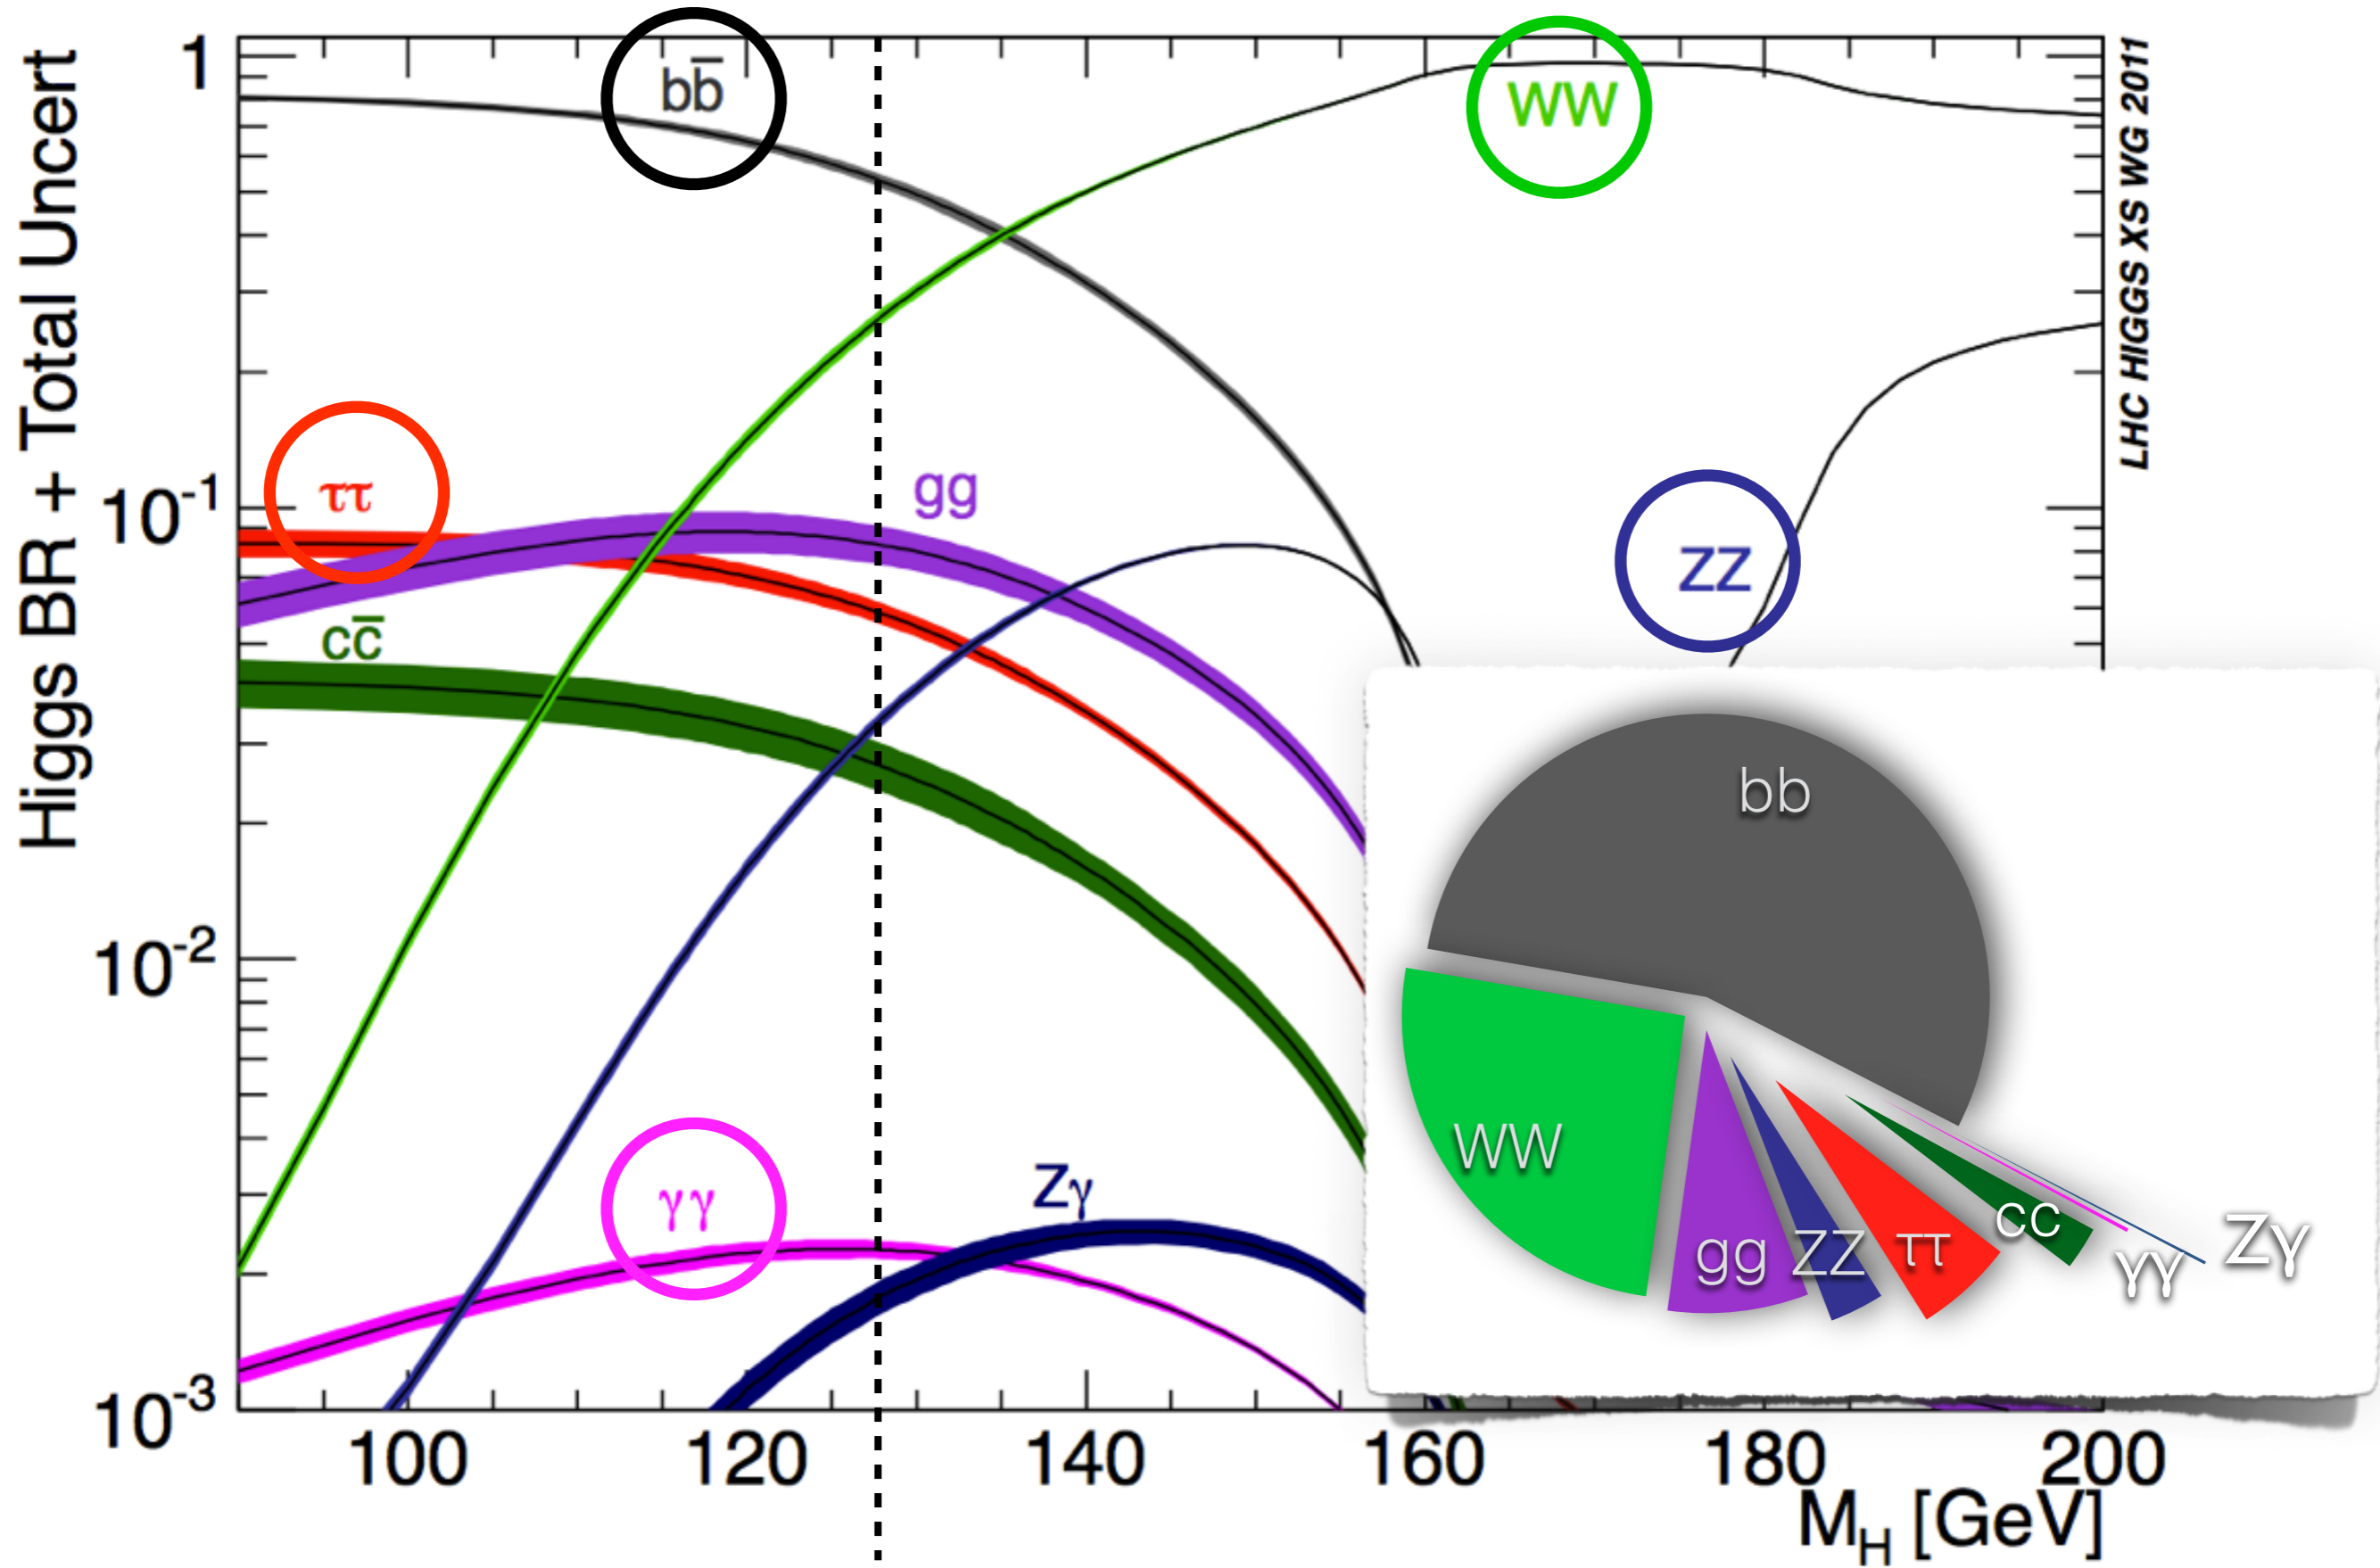 Higgs BR + Total Uncert
1
10⁻¹
10⁻²
10⁻³
bb̅
WW
ττ
gg
ZZ
cc̅
γγ
Zγ
100
120
140
160
180
200
M_H [GeV]
LHC HIGGS XS WG 2011
bb
WW
gg
ZZ
ττ
cc
γγ
Zγ